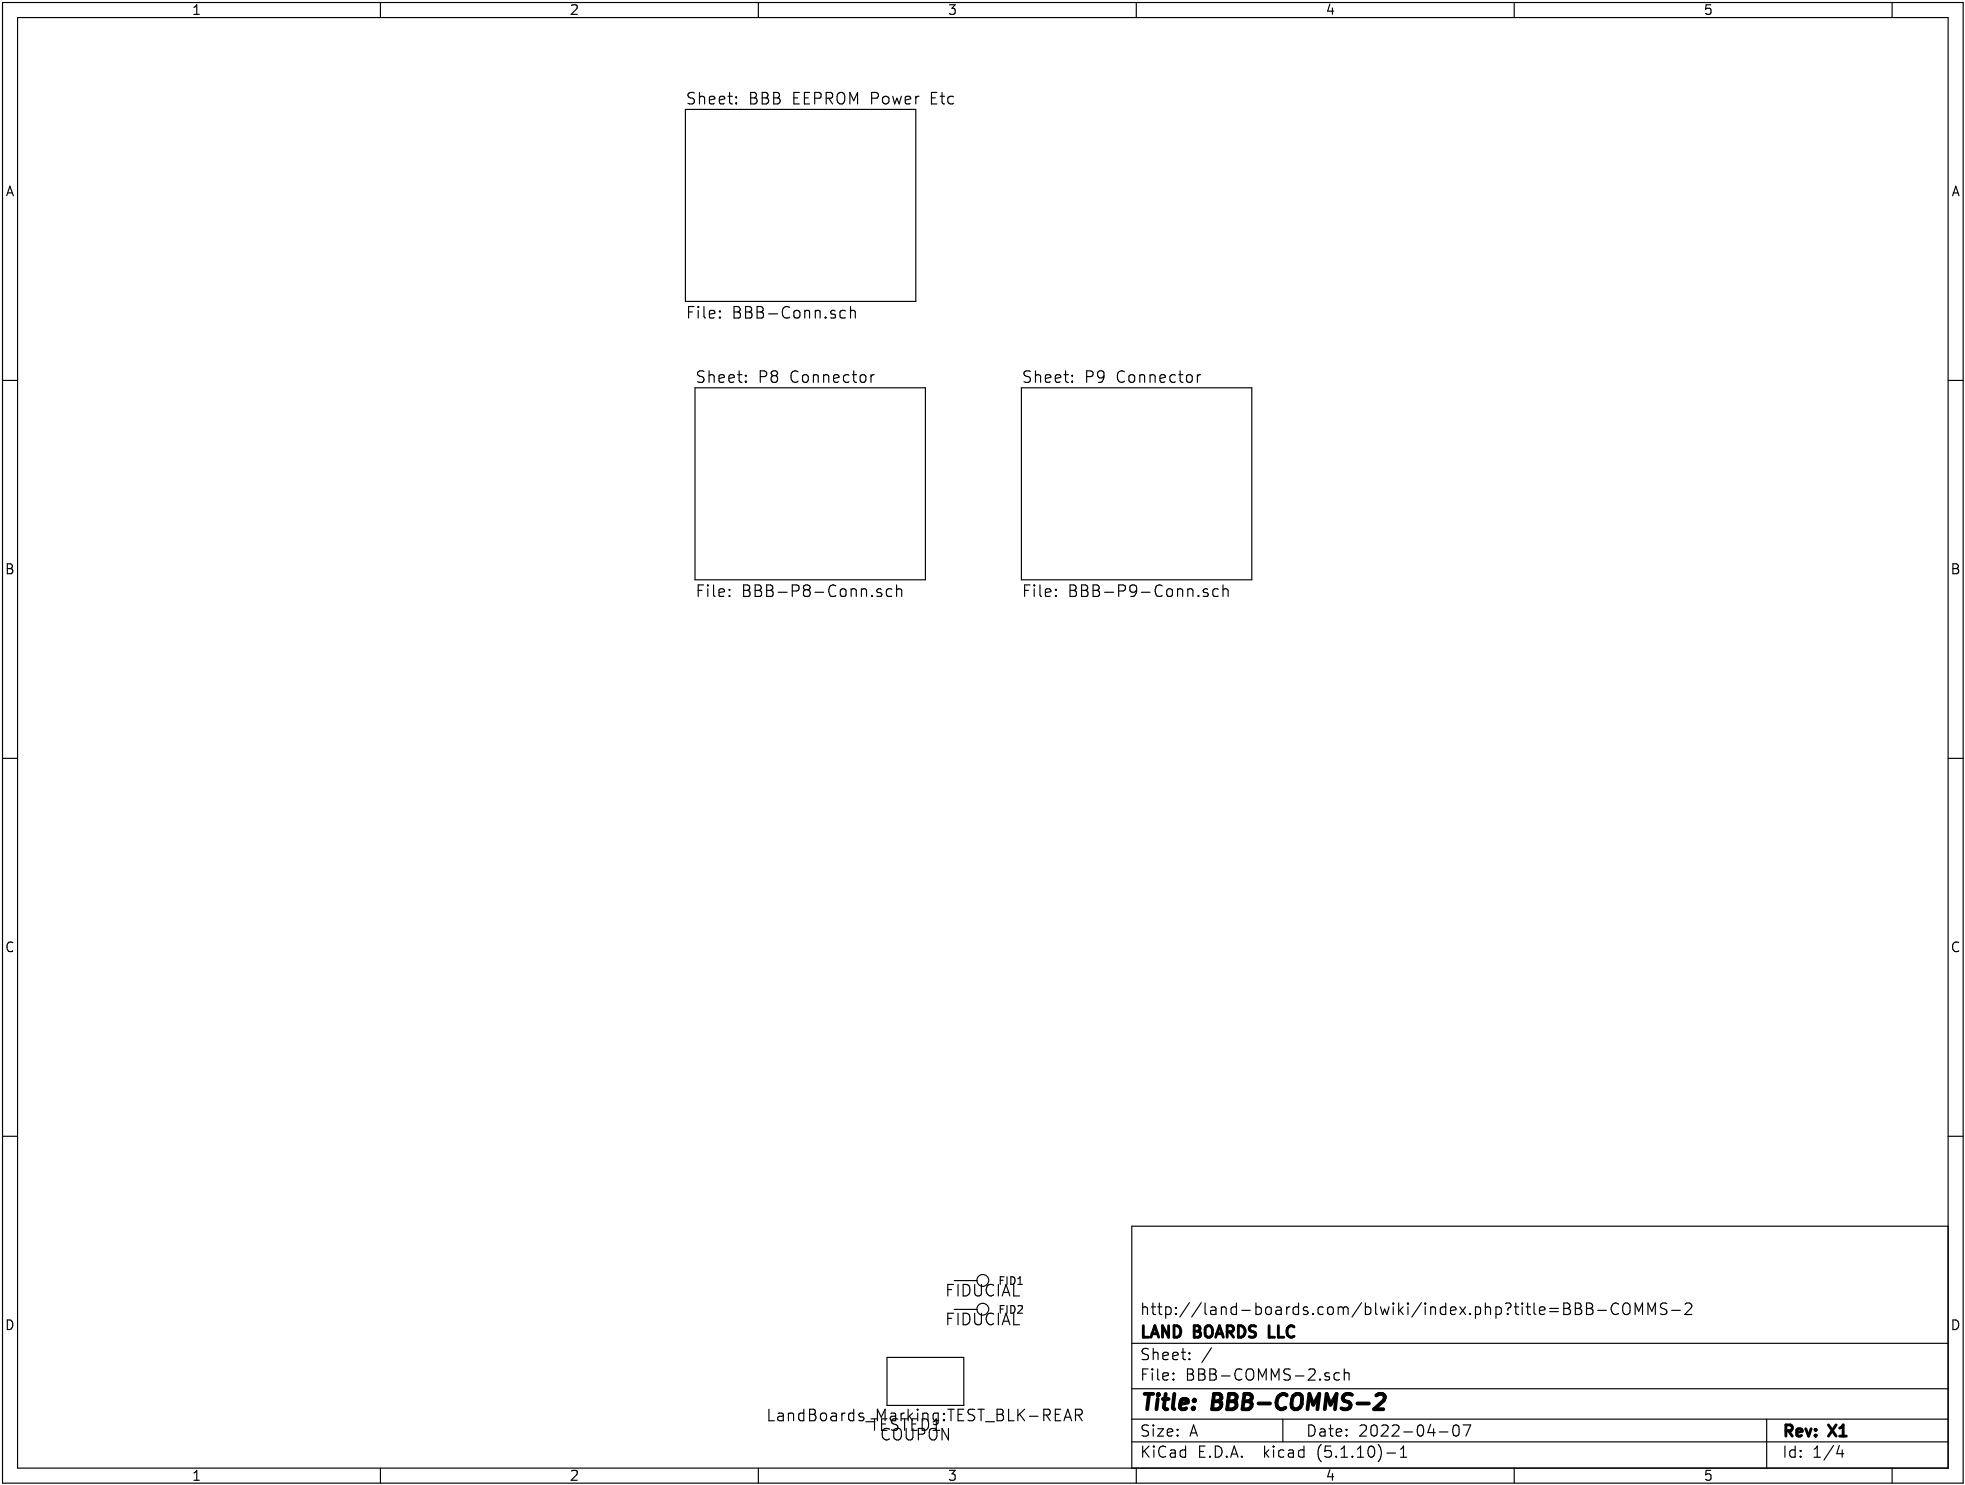 1 2 3 4 5
Sheet: BBB EEPROM Power Etc
A A
File: BBB-Conn.sch
Sheet: P8 Connector
Sheet: P9 Connector
B B
File: BBB-P8-Conn.sch
File: BBB-P9-Conn.sch
C C
FID1
FIDUCIAL
FID2
FIDUCIAL
D D
LandBoards_Marking:TEST_BLK-REAR
TESTED1
COUPON
http://land-boards.com/blwiki/index.php?title=BBB-COMMS-2
LAND BOARDS LLC
Sheet: /
File: BBB-COMMS-2.sch
Title: BBB-COMMS-2
Size: A Date: 2022-04-07 Rev: X1
KiCad E.D.A. kicad (5.1.10)-1 Id: 1/4
1 2 3 4 5